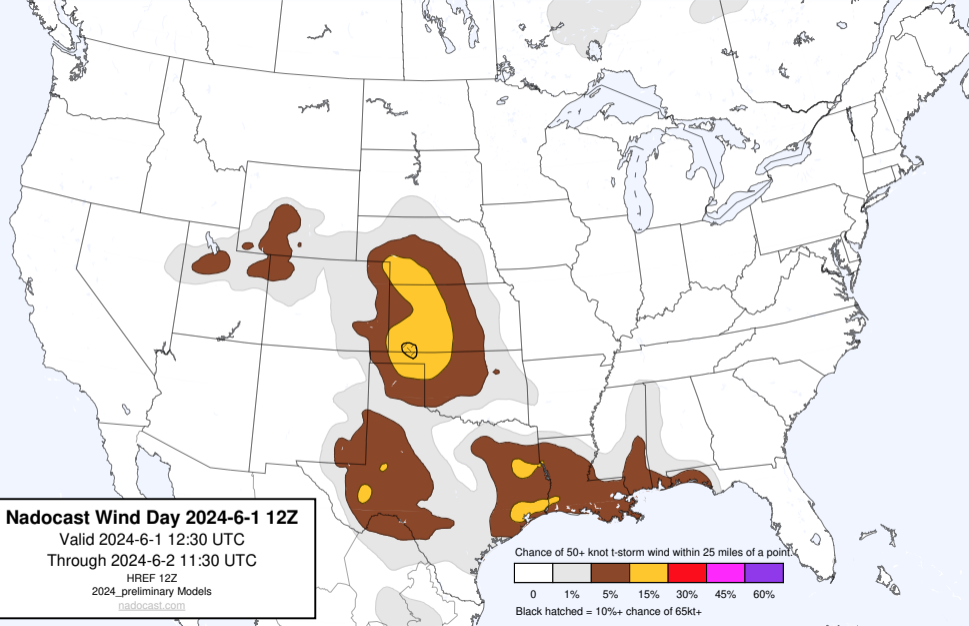 Nadocast Wind Day 2024-6-1 12Z
Valid 2024-6-1 12:30 UTC
Through 2024-6-2 11:30 UTC
HREF 12Z
2024_preliminary Models
nadocast.com
Chance of 50+ knot t-storm wind within 25 miles of a point.
0 1% 5% 15% 30% 45% 60%
Black hatched = 10%+ chance of 65kt+